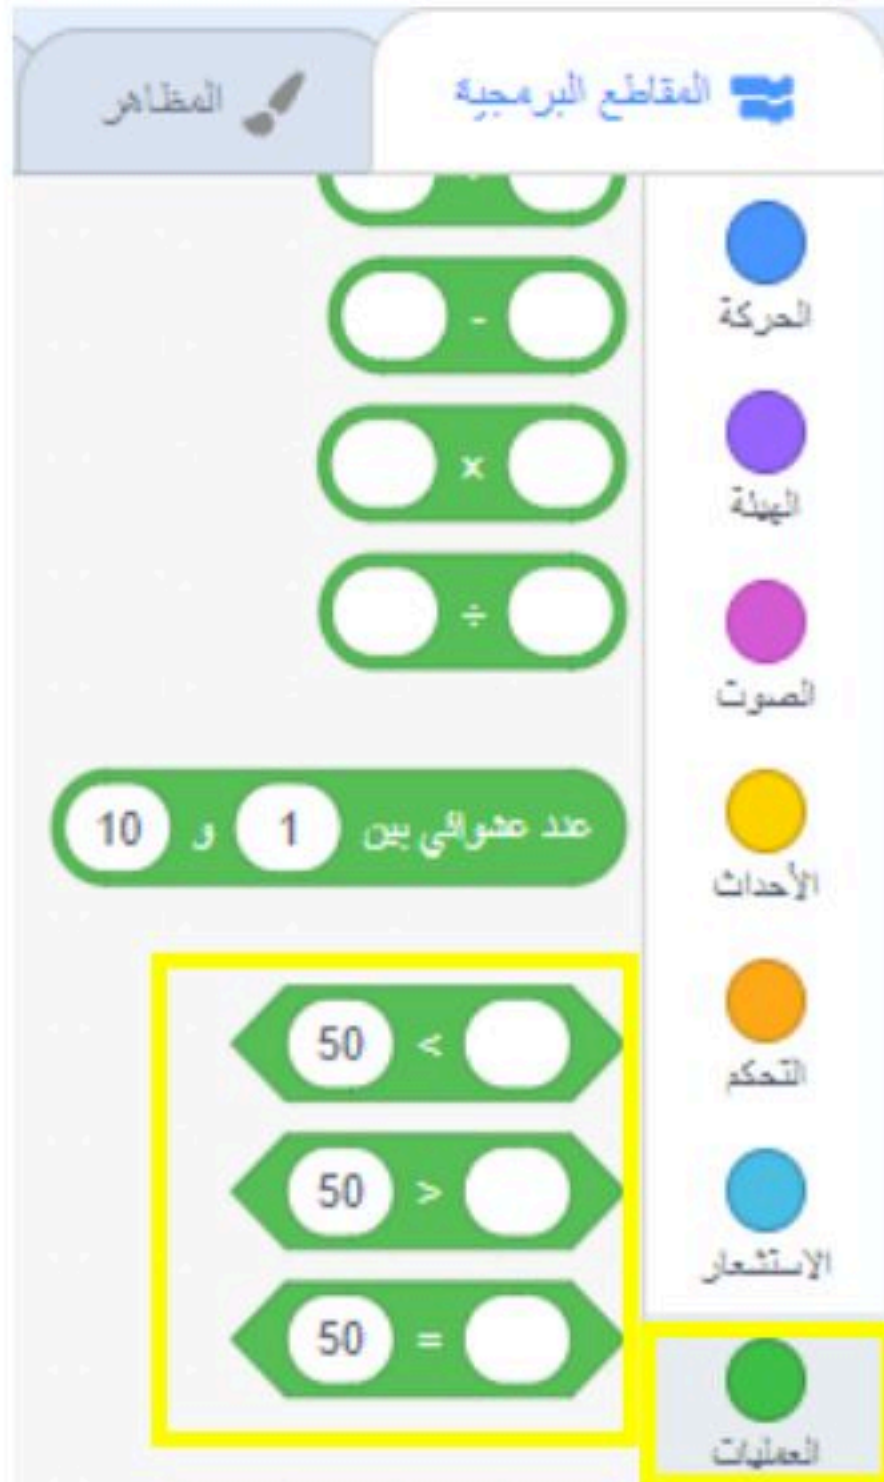 المقاطع البرمجية
المظاهر
الحركة
الهيئة
الصوت
الأحداث
التحكم
الاستشعار
العمليات
-
×
÷
عدد عشوائي بين 1 و 10
< 50
> 50
= 50